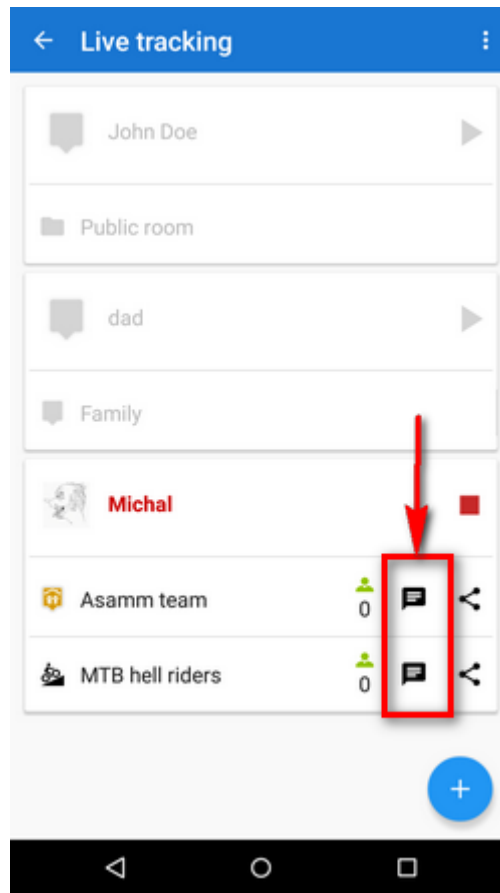 Live tracking
John Doe
Public room
dad
Family
Michal
Asamm team
0
MTB hell riders
0